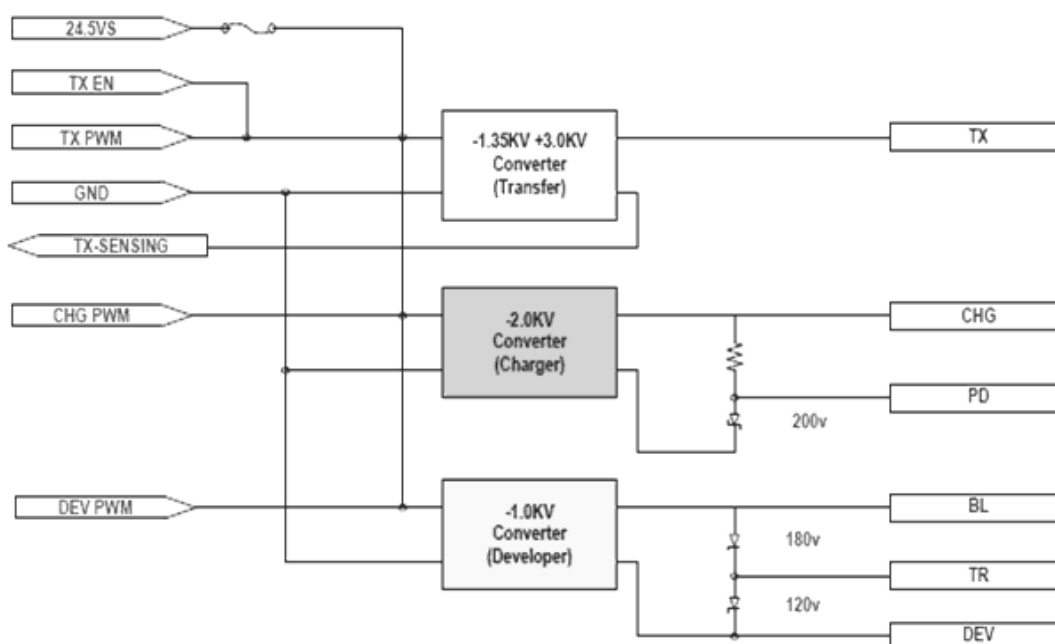 24.5VS
TX EN
TX PWM
-1.35KV +3.0KV
Converter
(Transfer)
TX
GND
TX-SENSING
CHG PWM
-2.0KV
Converter
(Charger)
CHG
PD
200v
DEV PWM
-1.0KV
Converter
(Developer)
BL
180v
TR
120v
DEV